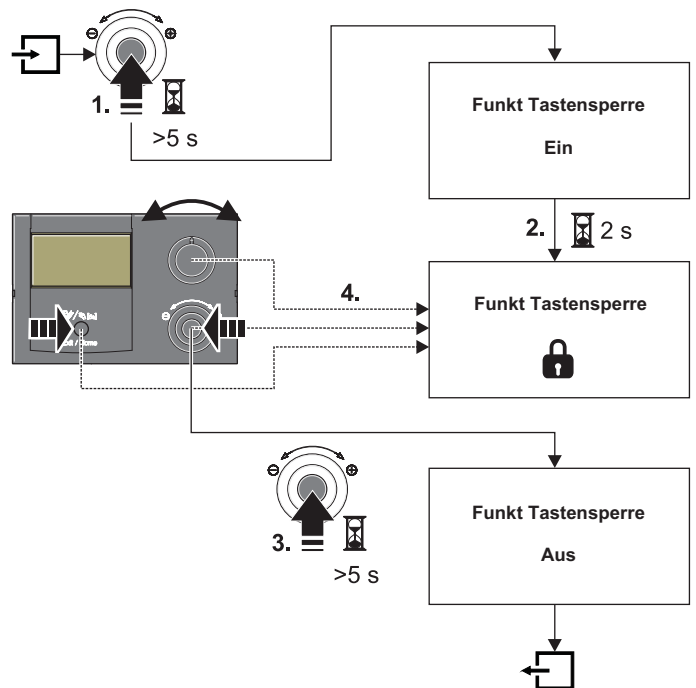 1.
>5 s
Funkt Tastensperre
Ein
2.
2 s
4.
Funkt Tastensperre
3.
>5 s
Funkt Tastensperre
Aus